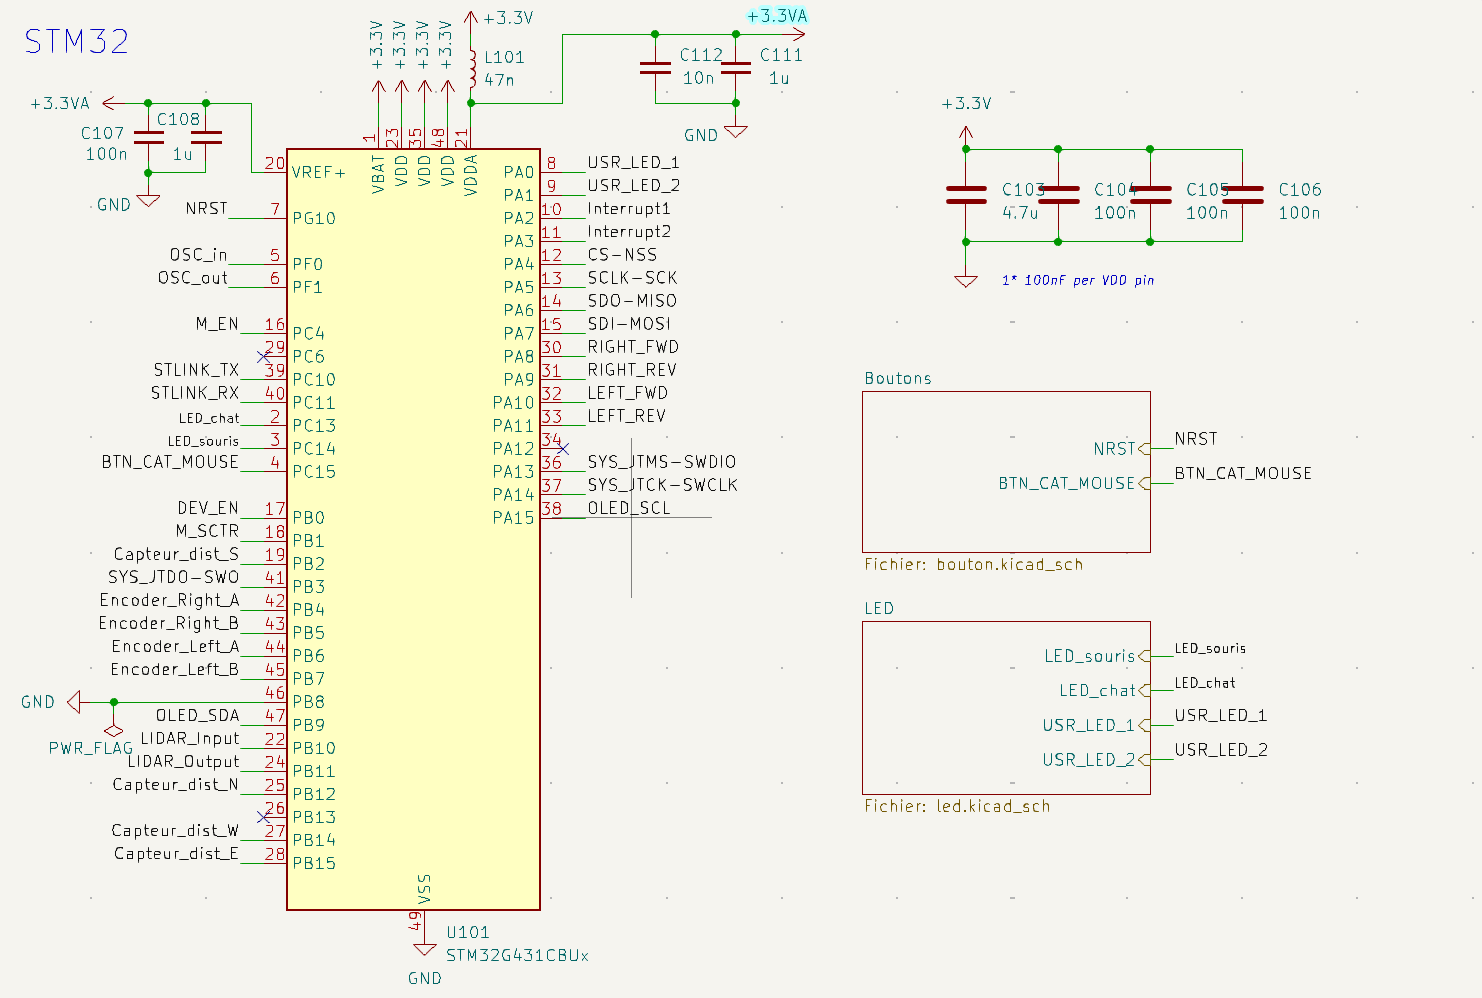 STM32
+3.3VA
C107
100n
C108
1u
GND
+3.3V
+3.3V
+3.3V
+3.3V
+3.3V
L101
47n
+3.3VA
C112
10n
C111
1u
GND
+3.3V
C103
4.7u
C104
100n
C105
100n
C106
100n
1* 100nF per VDD pin
1 VBAT
23 VDD
35 VDD
48 VDD
21 VDDA
20 VREF+
NRST 7 PG10
OSC_in 5 PF0
OSC_out 6 PF1
M_EN 16 PC4
29 PC6
STLINK_TX 39 PC10
STLINK_RX 40 PC11
LED_chat 2 PC13
LED_souris 3 PC14
BTN_CAT_MOUSE 4 PC15
DEV_EN 17 PB0
M_SCTR 18 PB1
Capteur_dist_S 19 PB2
SYS_JTDO-SWO 41 PB3
Encoder_Right_A 42 PB4
Encoder_Right_B 43 PB5
Encoder_Left_A 44 PB6
Encoder_Left_B 45 PB7
GND 46 PB8
PWR_FLAG
OLED_SDA 47 PB9
LIDAR_Input 22 PB10
LIDAR_Output 24 PB11
Capteur_dist_N 25 PB12
26 PB13
Capteur_dist_W 27 PB14
Capteur_dist_E 28 PB15
PA0 8 USR_LED_1
PA1 9 USR_LED_2
PA2 10 Interrupt1
PA3 11 Interrupt2
PA4 12 CS-NSS
PA5 13 SCLK-SCK
PA6 14 SDO-MISO
PA7 15 SDI-MOSI
PA8 30 RIGHT_FWD
PA9 31 RIGHT_REV
PA10 32 LEFT_FWD
PA11 33 LEFT_REV
PA12 34
PA13 36 SYS_JTMS-SWDIO
PA14 37 SYS_JTCK-SWCLK
PA15 38 OLED_SCL
VSS
49
GND
U101
STM32G431CBUx
Boutons
NRST NRST
BTN_CAT_MOUSE BTN_CAT_MOUSE
Fichier: bouton.kicad_sch
LED
LED_souris LED_souris
LED_chat LED_chat
USR_LED_1 USR_LED_1
USR_LED_2 USR_LED_2
Fichier: led.kicad_sch